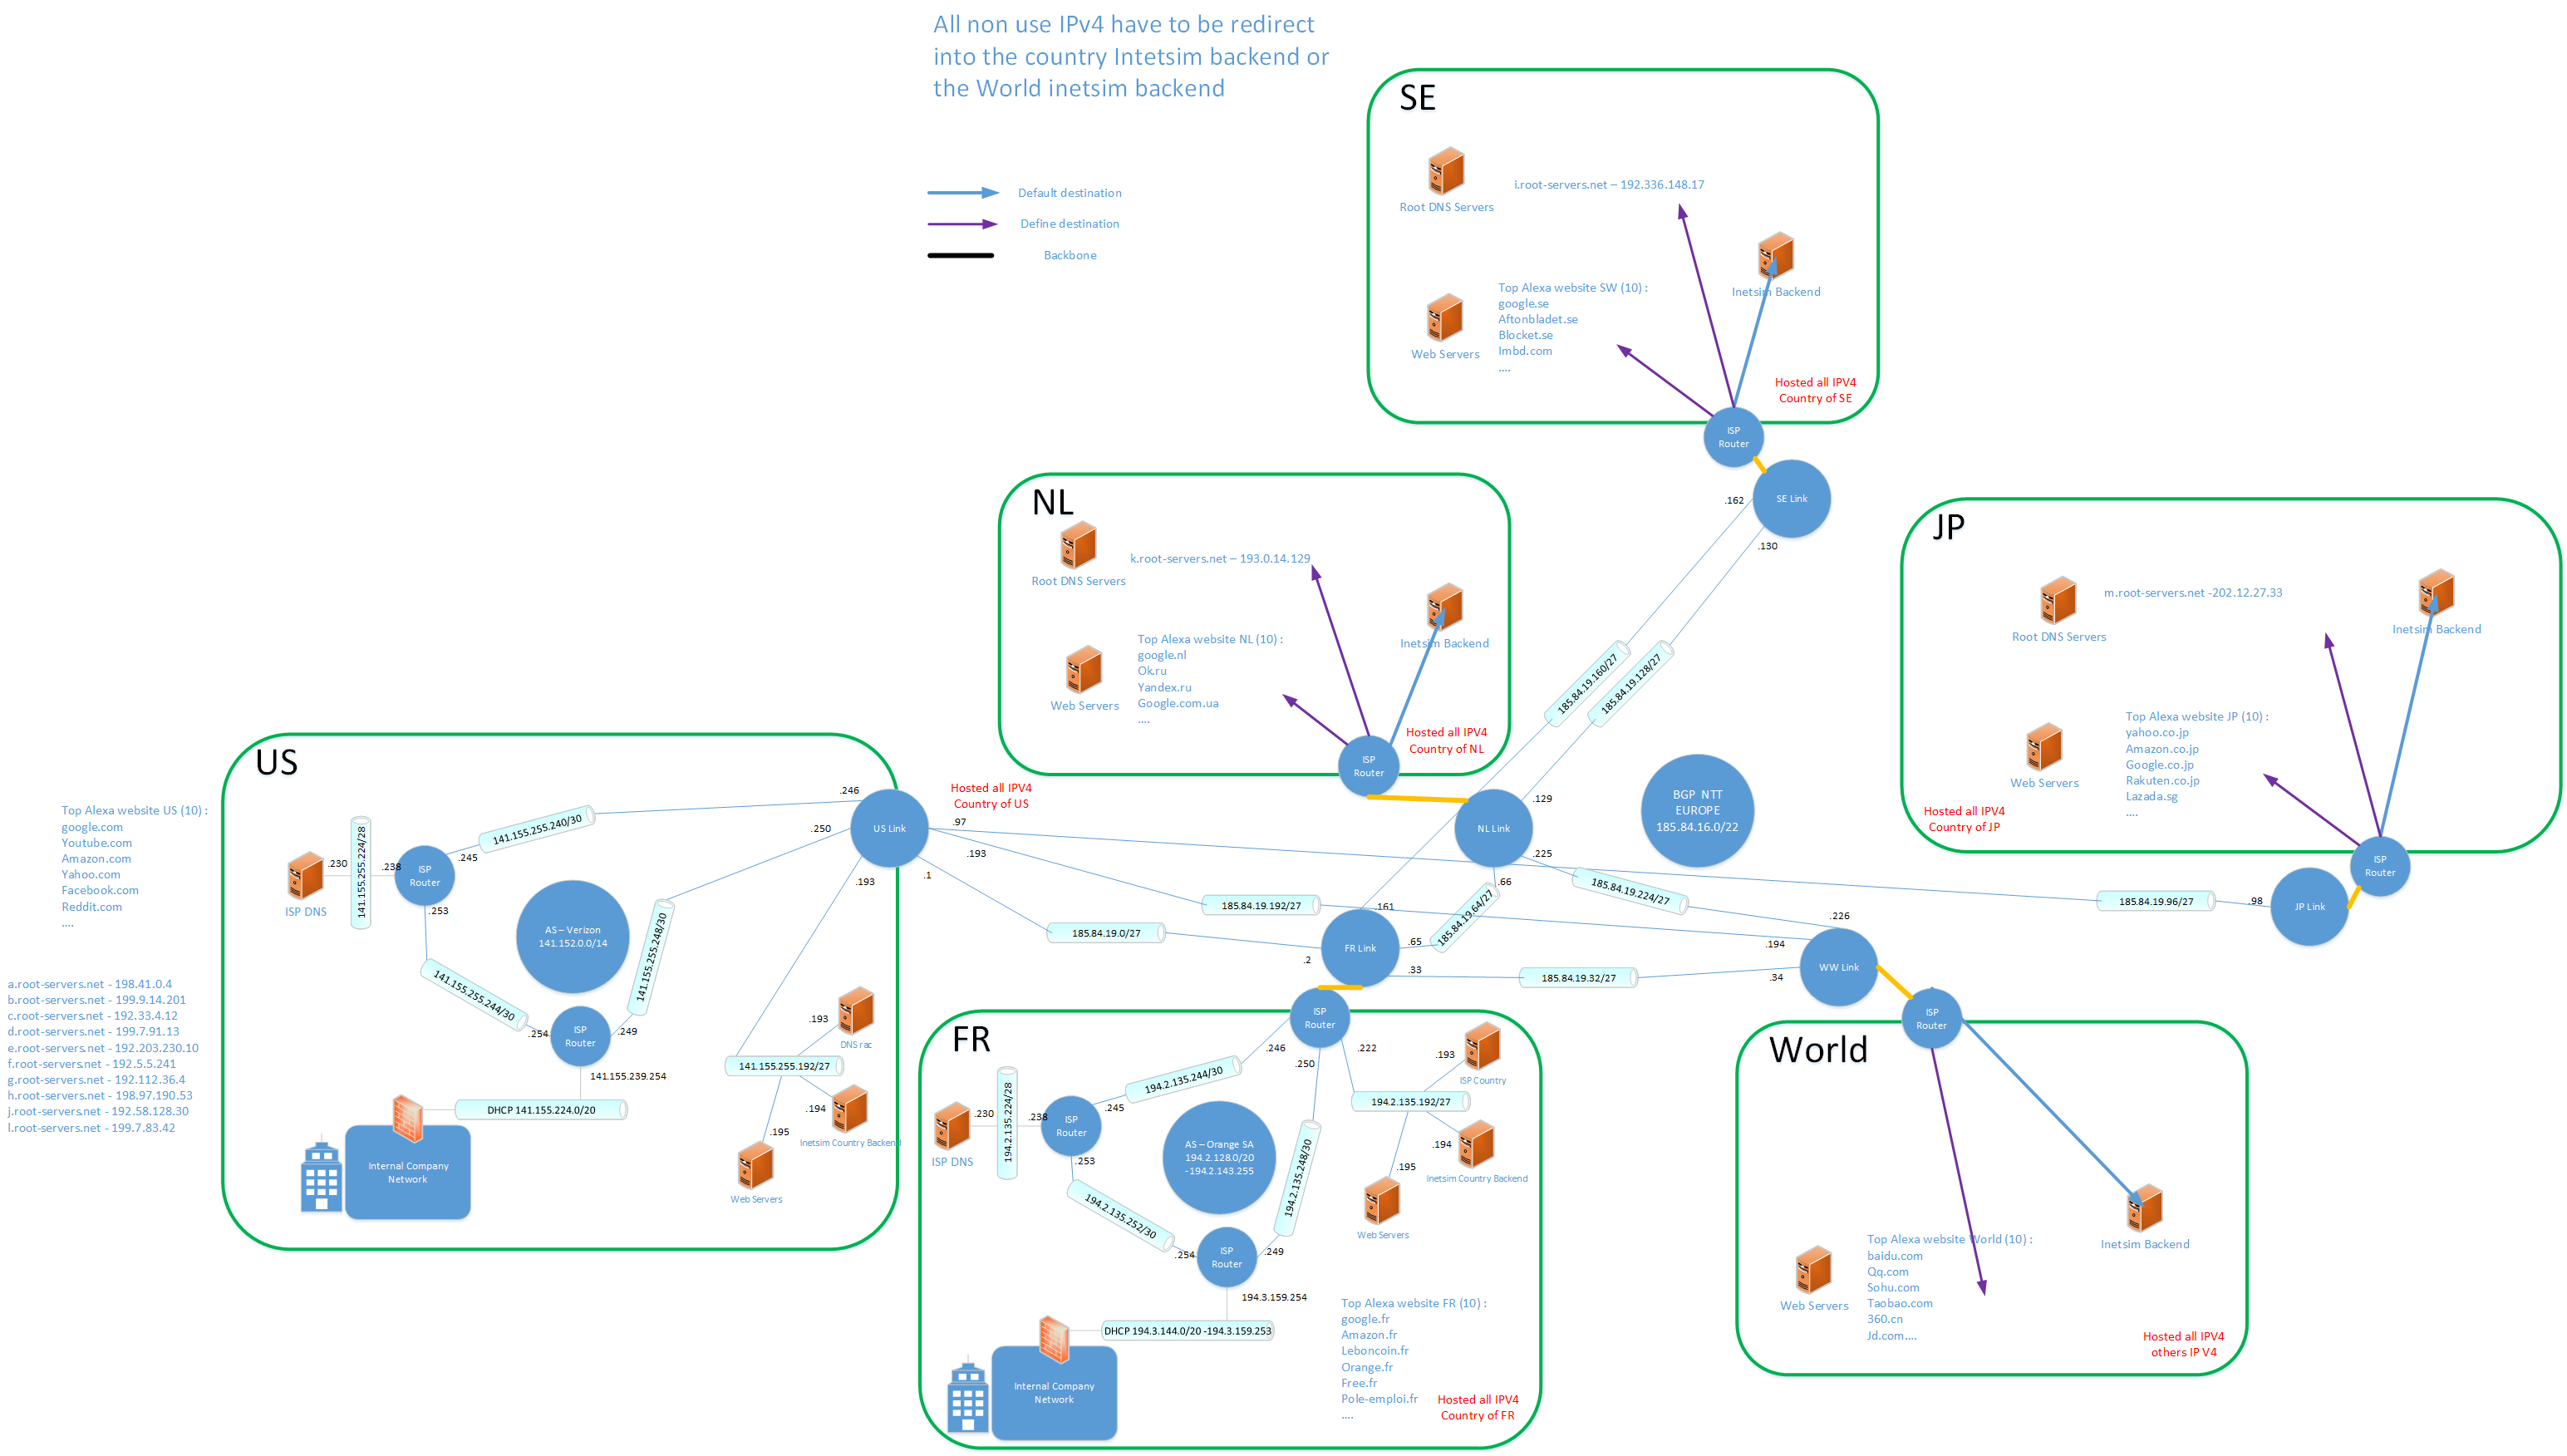 All non use IPv4 have to be redirect
into the country Intetsim backend or
the World inetsim backend
Default destination
Define destination
Backbone
SE
Root DNS Servers
i.root-servers.net – 192.336.148.17
Inetsim Backend
Web Servers
Top Alexa website SW (10) :
google.se
Aftonbladet.se
Blocket.se
Imbd.com
....
Hosted all IPV4
Country of SE
ISP
Router
SE Link
.162
.130
185.84.19.160/27
185.84.19.128/27
NL
Root DNS Servers
k.root-servers.net – 193.0.14.129
Inetsim Backend
Web Servers
Top Alexa website NL (10) :
google.nl
Ok.ru
Yandex.ru
Google.com.ua
....
Hosted all IPV4
Country of NL
ISP
Router
NL Link
.129
.225
.66
BGP NTT
EUROPE
185.84.16.0/22
JP
Root DNS Servers
m.root-servers.net -202.12.27.33
Inetsim Backend
Web Servers
Top Alexa website JP (10) :
yahoo.co.jp
Amazon.co.jp
Google.co.jp
Rakuten.co.jp
Lazada.sg
....
Hosted all IPV4
Country of JP
ISP
Router
JP Link
.98
185.84.19.96/27
US
Top Alexa website US (10) :
google.com
Youtube.com
Amazon.com
Yahoo.com
Facebook.com
Reddit.com
....
a.root-servers.net - 198.41.0.4
b.root-servers.net - 199.9.14.201
c.root-servers.net - 192.33.4.12
d.root-servers.net - 199.7.91.13
e.root-servers.net - 192.203.230.10
f.root-servers.net - 192.5.5.241
g.root-servers.net - 192.112.36.4
h.root-servers.net - 198.97.190.53
j.root-servers.net - 192.58.128.30
l.root-servers.net - 199.7.83.42
ISP DNS
.230
141.155.255.224/28
.238
ISP
Router
.245
141.155.255.240/30
.246
.250
.193
US Link
Hosted all IPV4
Country of US
.97
.193
.1
.253
AS – Verizon
141.152.0.0/14
141.155.255.248/30
141.155.255.244/30
.254
ISP
Router
.249
141.155.239.254
DHCP 141.155.224.0/20
Internal Company
Network
.193
DNS rac
141.155.255.192/27
.194
Inetsim Country Backend
.195
Web Servers
185.84.19.192/27
185.84.19.0/27
185.84.19.64/27
185.84.19.224/27
185.84.19.32/27
.161
.65
.33
.2
FR Link
.226
.194
.34
WW Link
FR
ISP
Router
.246
.250
.222
ISP DNS
.230
194.2.135.224/28
.238
ISP
Router
.245
194.2.135.244/30
.253
AS – Orange SA
194.2.128.0/20
-194.2.143.255
194.2.135.248/30
194.2.135.252/30
.254
ISP
Router
.249
194.3.159.254
DHCP 194.3.144.0/20 -194.3.159.253
Internal Company
Network
.193
ISP Country
194.2.135.192/27
.194
Inetsim Country Backend
.195
Web Servers
Top Alexa website FR (10) :
google.fr
Amazon.fr
Leboncoin.fr
Orange.fr
Free.fr
Pole-emploi.fr
....
Hosted all IPV4
Country of FR
World
ISP
Router
Web Servers
Top Alexa website World (10) :
baidu.com
Qq.com
Sohu.com
Taobao.com
360.cn
Jd.com....
Inetsim Backend
Hosted all IPV4
others IP V4